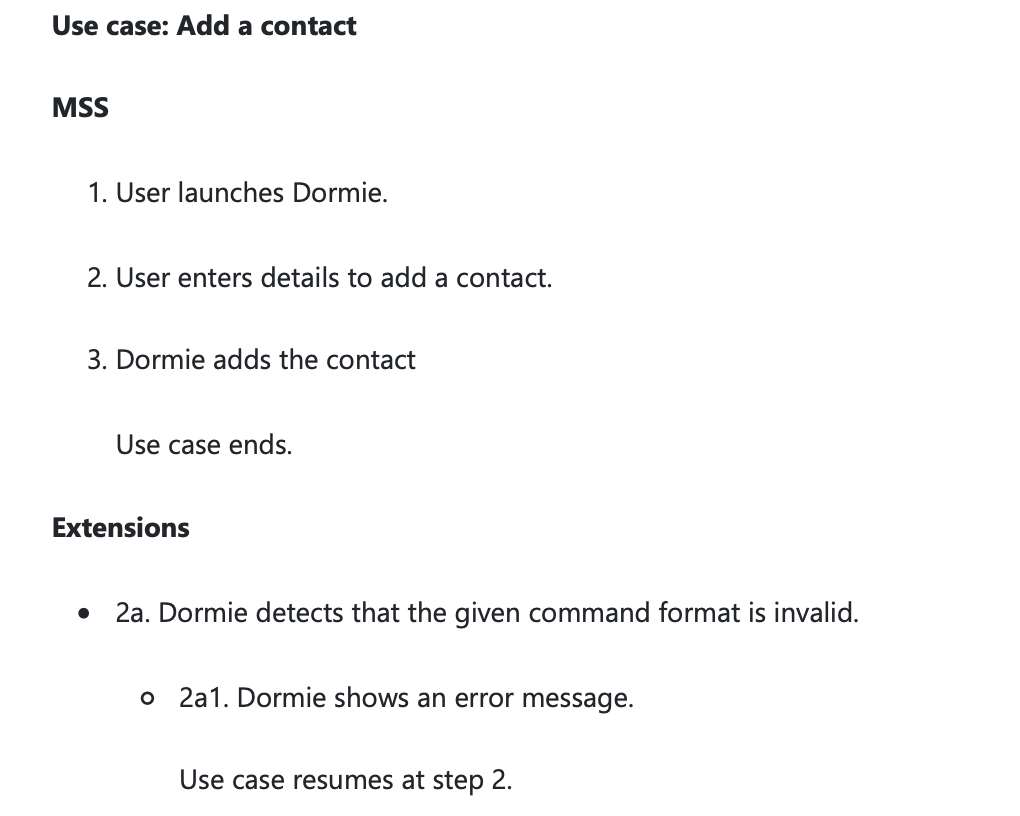 Use case: Add a contact
MSS
1. User launches Dormie.
2. User enters details to add a contact.
3. Dormie adds the contact
Use case ends.
Extensions
• 2a. Dormie detects that the given command format is invalid.
○ 2a1. Dormie shows an error message.
Use case resumes at step 2.